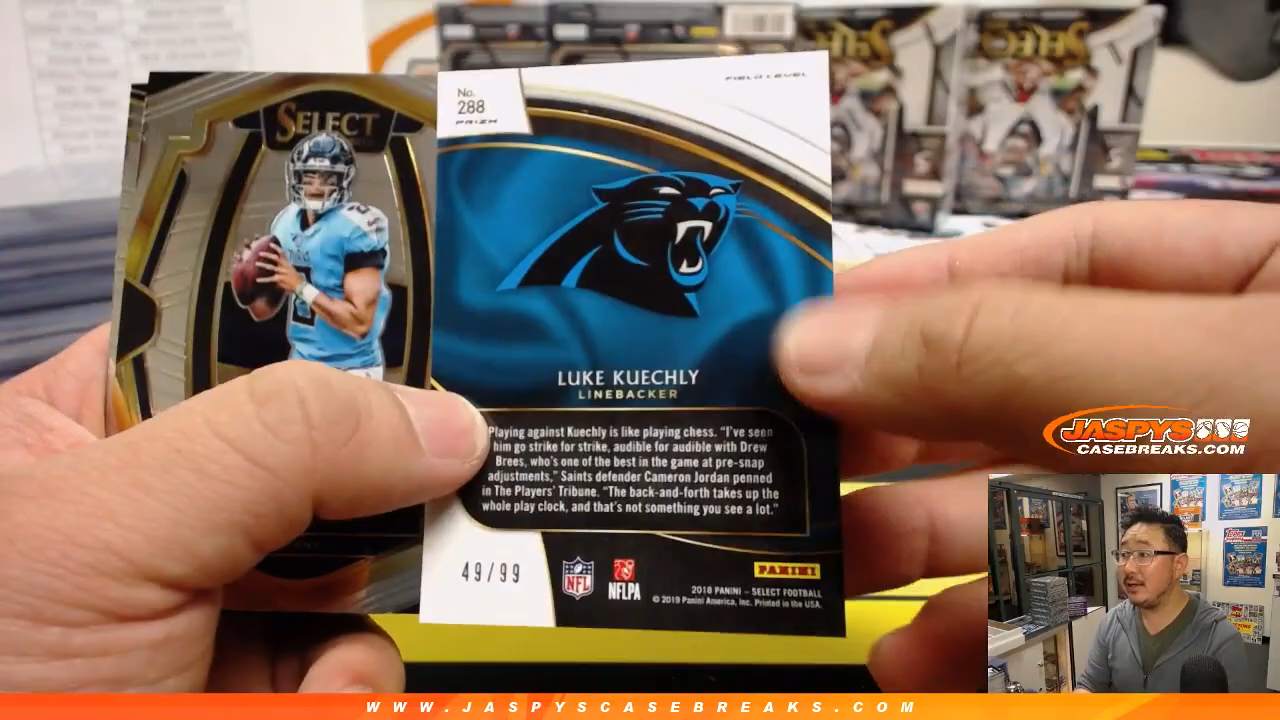 No.
288
PRIZM
FIELD LEVEL
SELECT
LUKE KUECHLY
LINEBACKER
Playing against Kuechly is like playing chess. "I've seen
him go strike for strike, audible for audible with Drew
Brees, who's one of the best in the game at pre-snap
adjustments," Saints defender Cameron Jordan penned
in The Players' Tribune. "The back-and-forth takes up the
whole play clock, and that's not something you see a lot."
49/99
NFL
NFLPA
PANINI
2018 PANINI – SELECT FOOTBALL
© 2019 Panini America, Inc. Printed in the USA.
JASPYS
CASEBREAKS.COM
WWW.JASPYSCASEBREAKS.COM